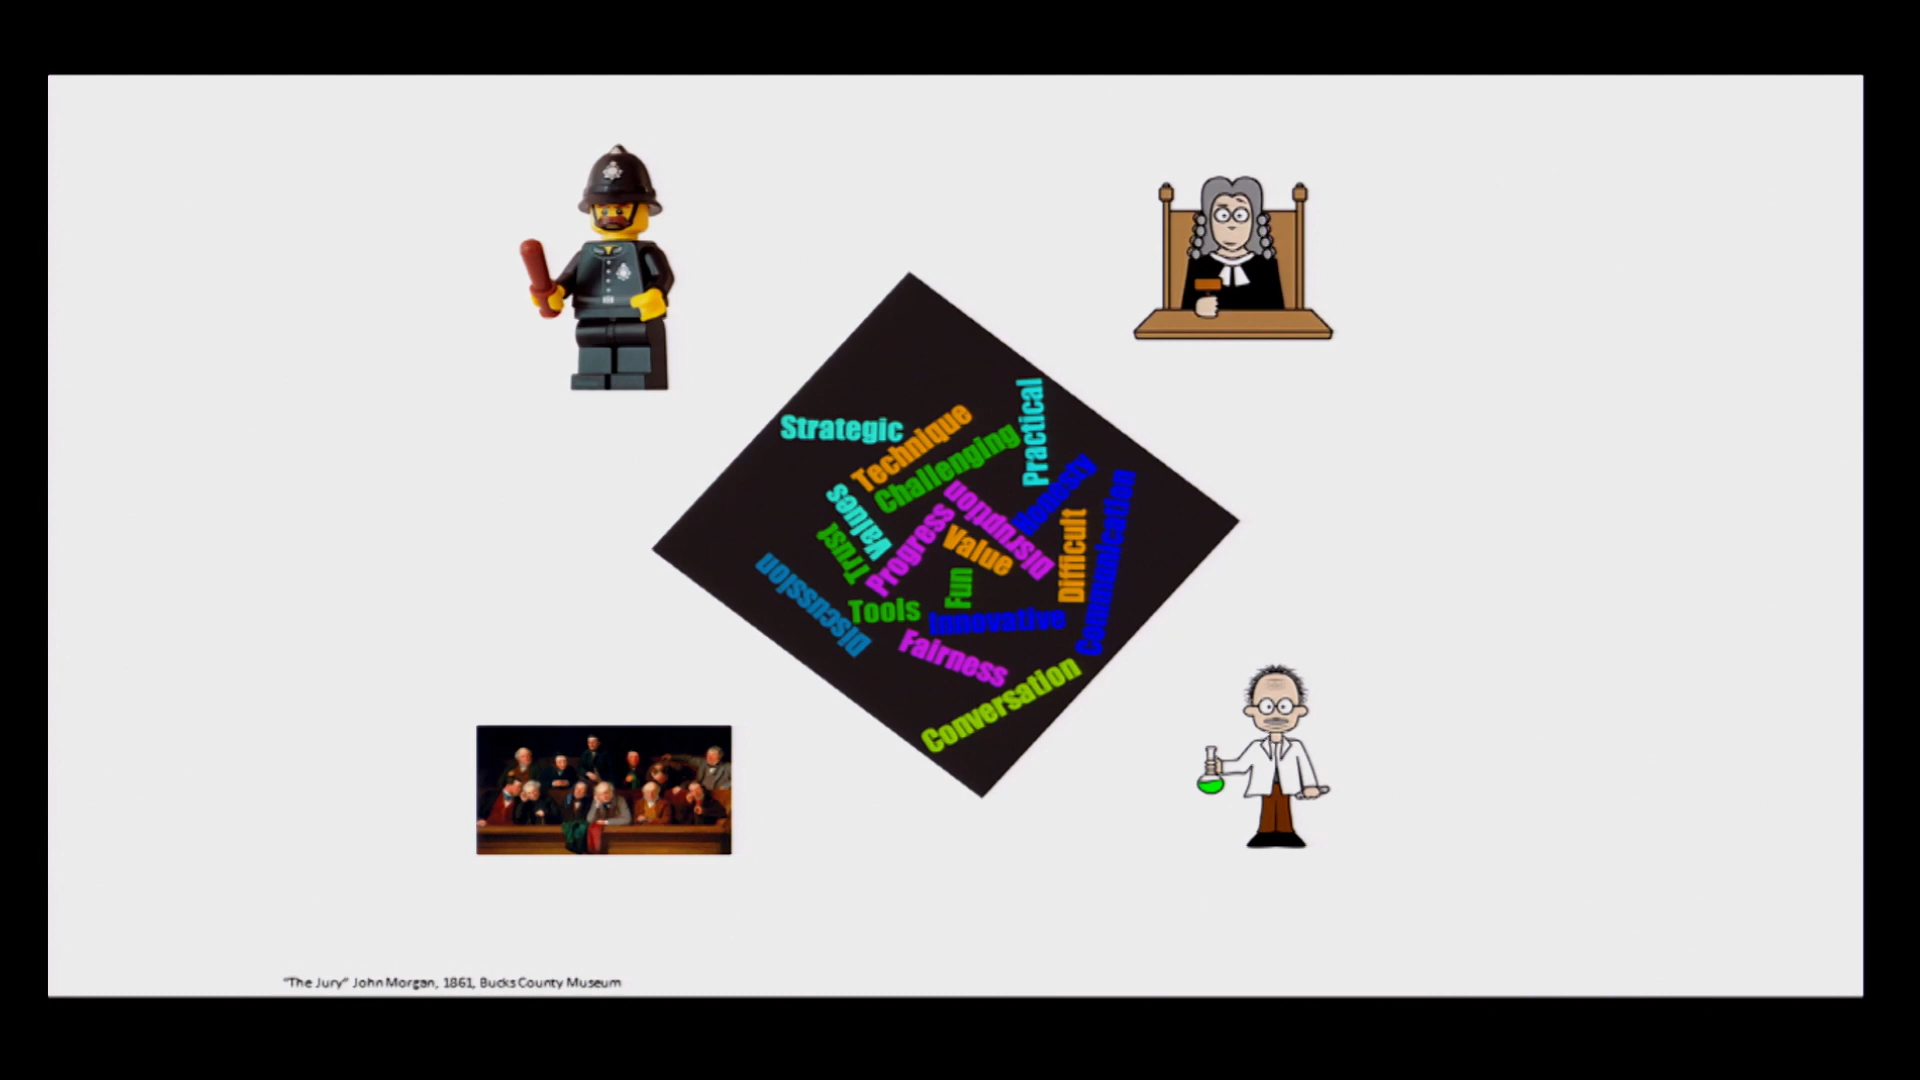 Strategic
Technique
Challenging
Practical
Values
Trust
Progress
Disruption
Value
Honesty
Difficult
Communication
Discussion
Tools
Fun
Innovative
Fairness
Conversation
"The Jury" John Morgan, 1861, Bucks County Museum